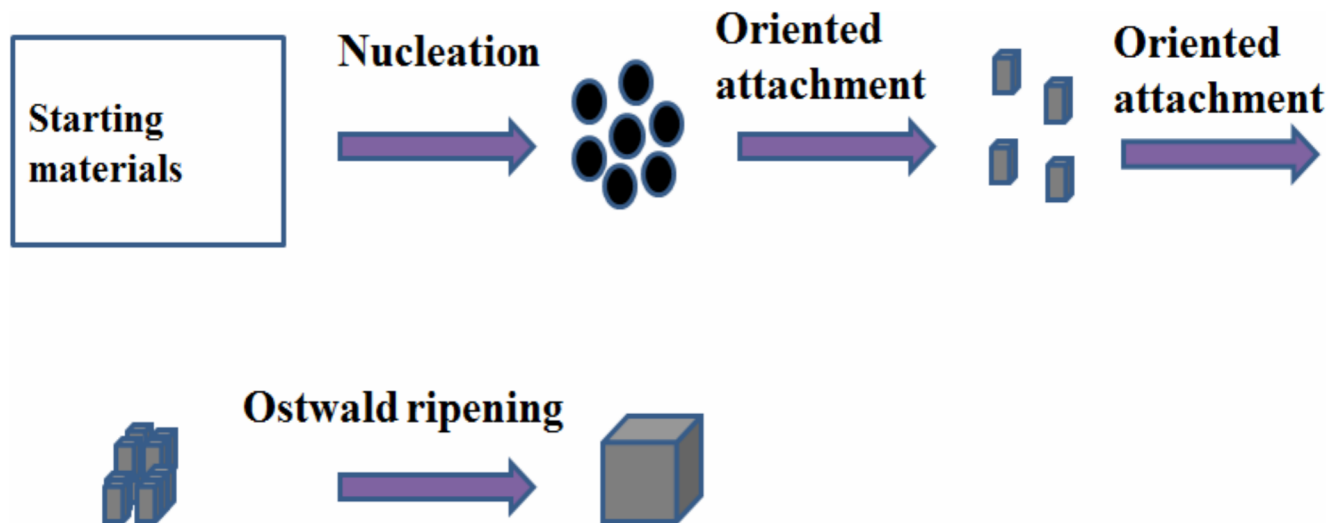 Starting
materials
Nucleation
Oriented
attachment
Oriented
attachment
Ostwald ripening